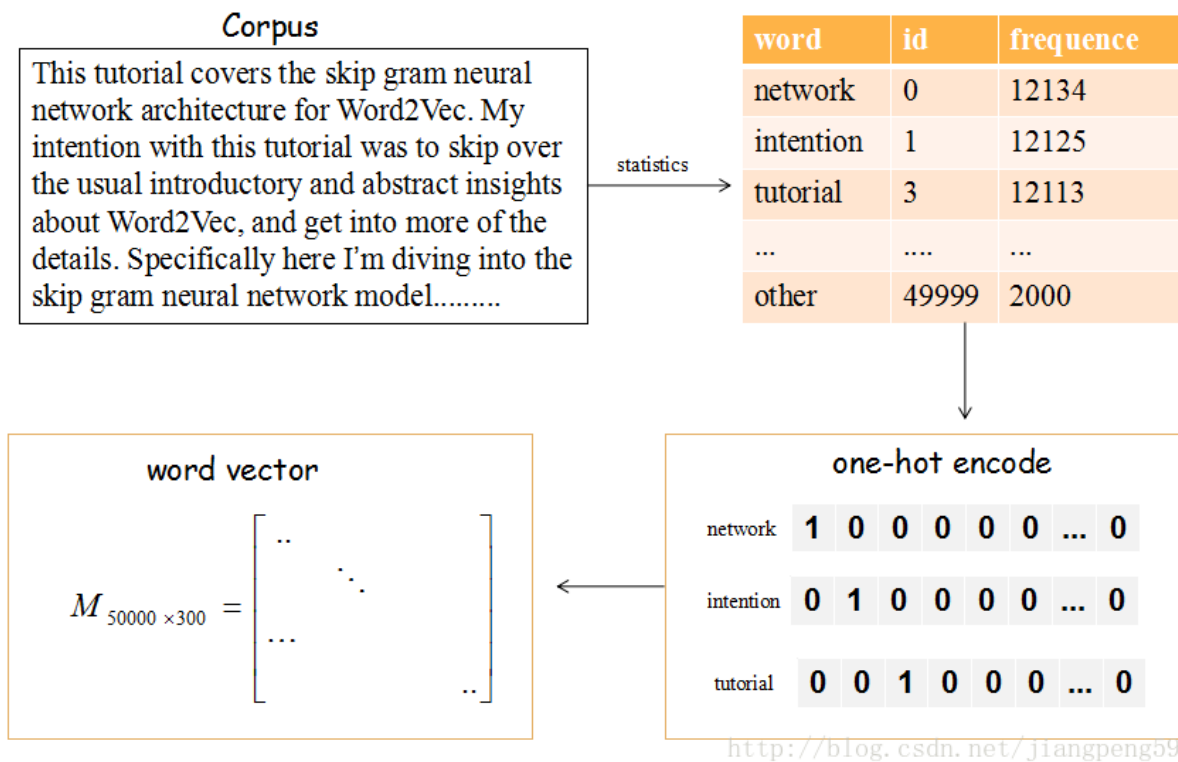 Corpus
This tutorial covers the skip gram neural
network architecture for Word2Vec. My
intention with this tutorial was to skip over
the usual introductory and abstract insights
about Word2Vec, and get into more of the
details. Specifically here I'm diving into the
skip gram neural network model.........
statistics
word id frequence
network 0 12134
intention 1 12125
tutorial 3 12113
... .... ...
other 49999 2000
one-hot encode
network 1 0 0 0 0 0 ... 0
intention 0 1 0 0 0 0 ... 0
tutorial 0 0 1 0 0 0 ... 0
word vector
M 50000 ×300 =
http://blog.csdn.net/jiangpeng59